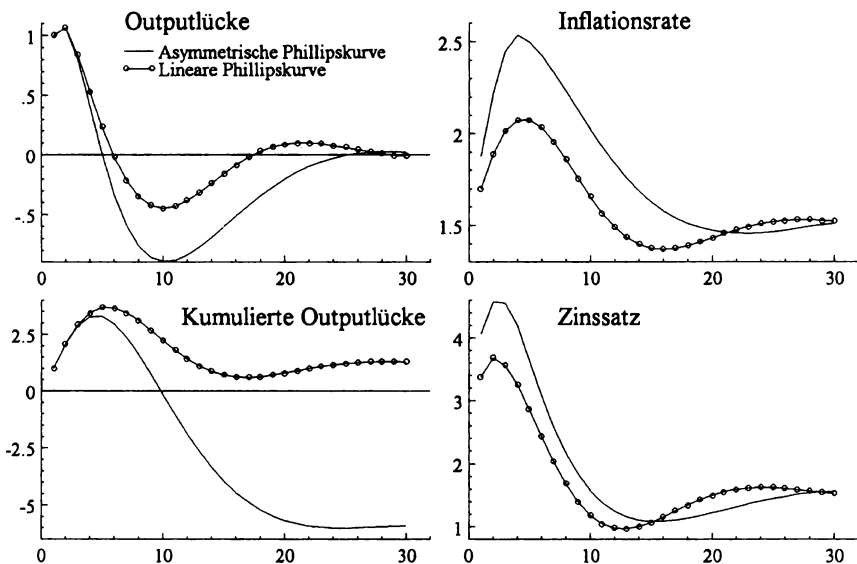 Outputlücke
Asymmetrische Phillipskurve
Lineare Phillipskurve
1
.5
0
-.5
0 10 20 30
Inflationsrate
2.5
2
1.5
0 10 20 30
Kumulierte Outputlücke
2.5
0
-2.5
-5
0 10 20 30
Zinssatz
4
3
2
1
0 10 20 30